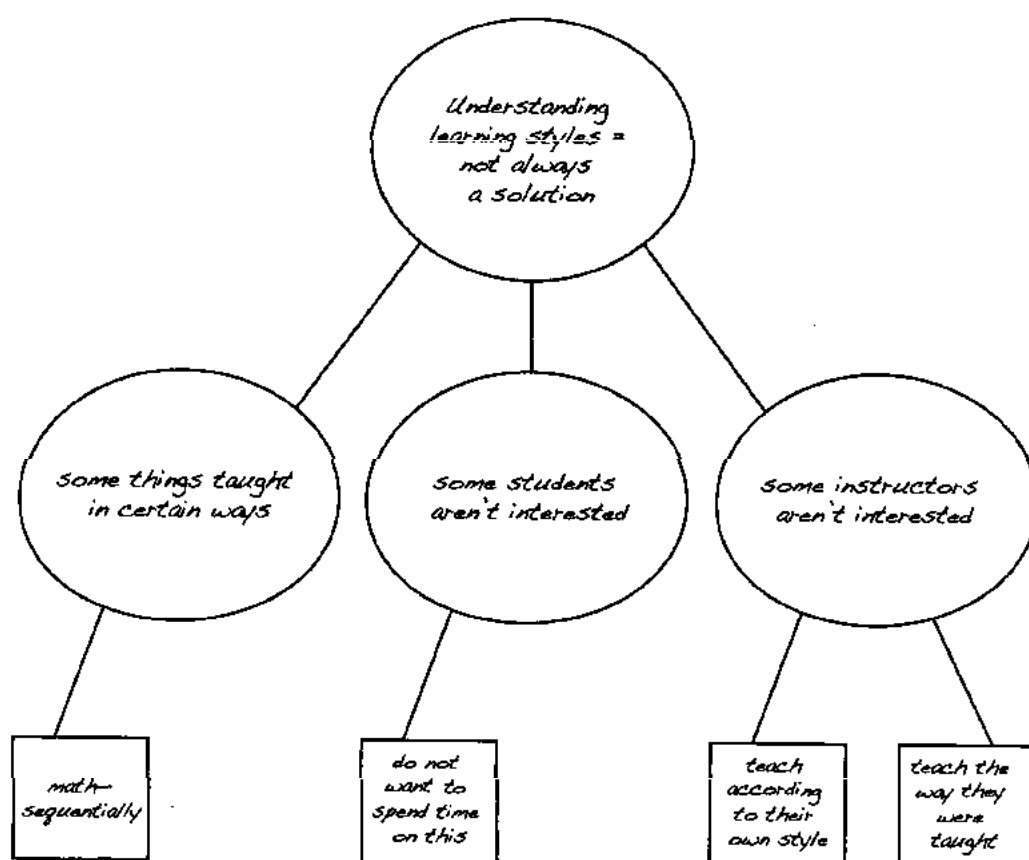 Understanding
learning styles =
not always
a solution
some things taught
in certain ways
some students
aren't interested
some instructors
aren't interested
math—
sequentially
do not
want to
spend time
on this
teach
according
to their
own style
teach the
way they
were
taught